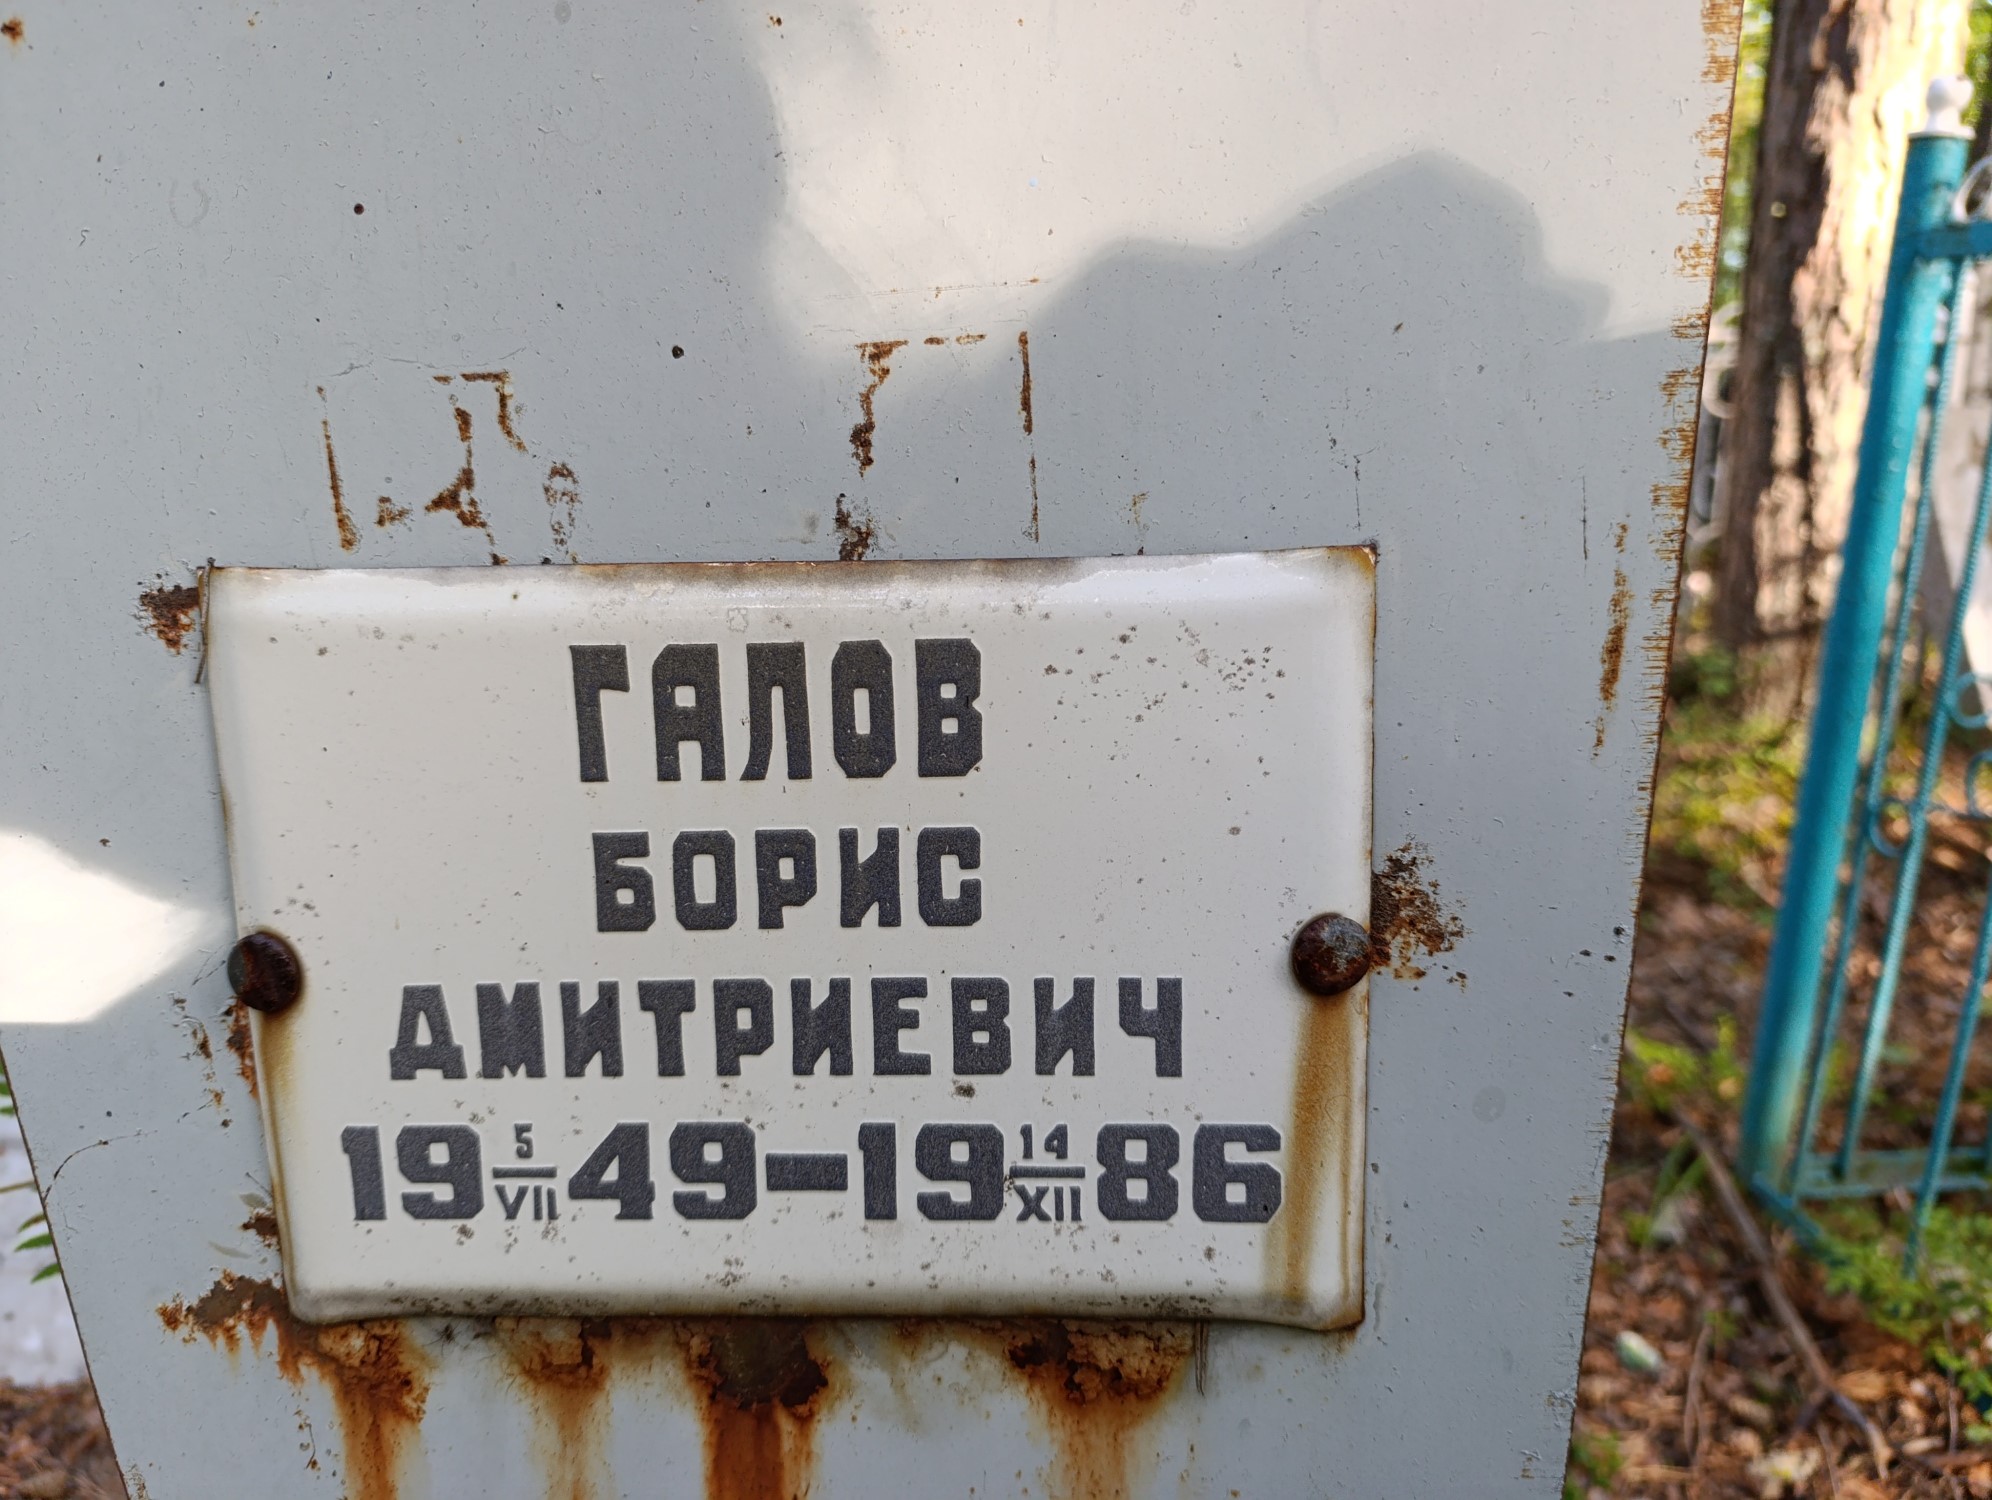 ГАЛОВ
БОРИС
ДМИТРИЕВИЧ
19 5/VII 49–19 14/XII 86